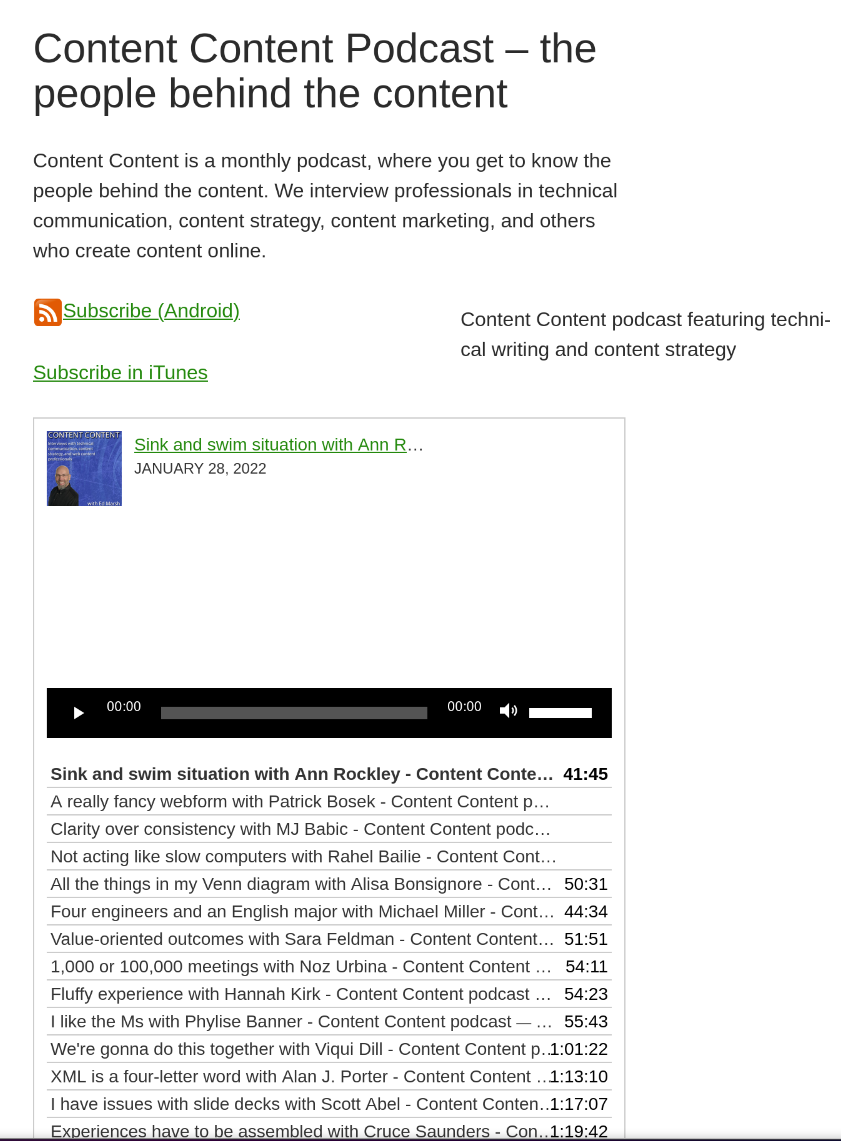 Content Content Podcast – the
people behind the content
Content Content is a monthly podcast, where you get to know the
people behind the content. We interview professionals in technical
communication, content strategy, content marketing, and others
who create content online.
Subscribe (Android)
Content Content podcast featuring techni-
cal writing and content strategy
Subscribe in iTunes
CONTENT CONTENT
Interviews with technical
communication, content
strategy, and web content
professionals
with Ed Marsh
Sink and swim situation with Ann R…
JANUARY 28, 2022
00:00 00:00
Sink and swim situation with Ann Rockley - Content Conte… 41:45
A really fancy webform with Patrick Bosek - Content Content p…
Clarity over consistency with MJ Babic - Content Content podc…
Not acting like slow computers with Rahel Bailie - Content Cont…
All the things in my Venn diagram with Alisa Bonsignore - Cont… 50:31
Four engineers and an English major with Michael Miller - Cont… 44:34
Value-oriented outcomes with Sara Feldman - Content Content… 51:51
1,000 or 100,000 meetings with Noz Urbina - Content Content … 54:11
Fluffy experience with Hannah Kirk - Content Content podcast … 54:23
I like the Ms with Phylise Banner - Content Content podcast — … 55:43
We're gonna do this together with Viqui Dill - Content Content p… 1:01:22
XML is a four-letter word with Alan J. Porter - Content Content … 1:13:10
I have issues with slide decks with Scott Abel - Content Conten… 1:17:07
Experiences have to be assembled with Cruce Saunders - Con… 1:19:42